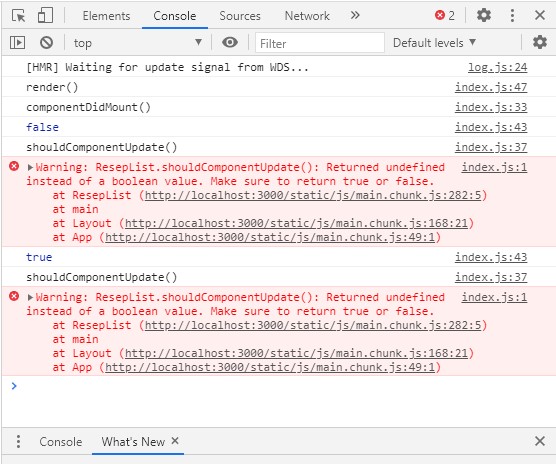 Elements Console Sources Network » 2
top Filter Default levels
[HMR] Waiting for update signal from WDS... log.js:24
render() index.js:47
componentDidMount() index.js:33
false index.js:43
shouldComponentUpdate() index.js:37
Warning: ResepList.shouldComponentUpdate(): Returned undefined index.js:1
instead of a boolean value. Make sure to return true or false.
at ResepList (http://localhost:3000/static/js/main.chunk.js:282:5)
at main
at Layout (http://localhost:3000/static/js/main.chunk.js:168:21)
at App (http://localhost:3000/static/js/main.chunk.js:49:1)
true index.js:43
shouldComponentUpdate() index.js:37
Warning: ResepList.shouldComponentUpdate(): Returned undefined index.js:1
instead of a boolean value. Make sure to return true or false.
at ResepList (http://localhost:3000/static/js/main.chunk.js:282:5)
at main
at Layout (http://localhost:3000/static/js/main.chunk.js:168:21)
at App (http://localhost:3000/static/js/main.chunk.js:49:1)
Console What's New